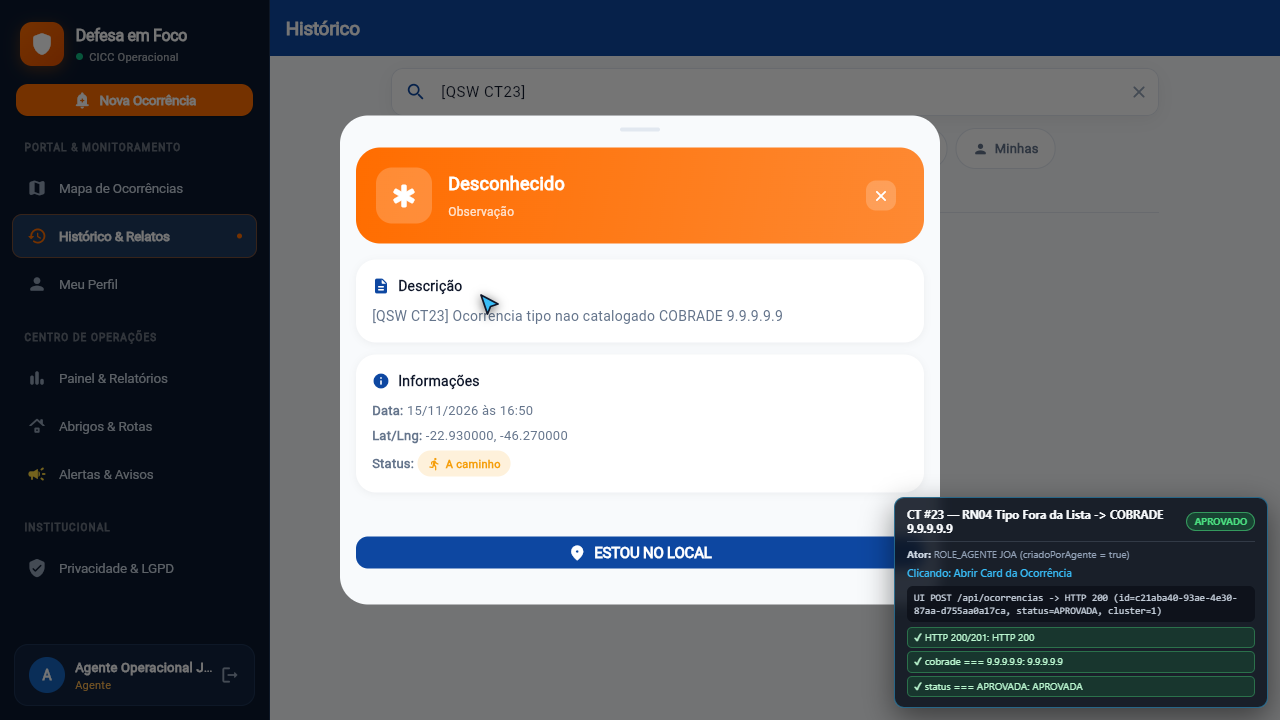 Defesa em Foco
CICC Operacional
Nova Ocorrência
PORTAL & MONITORAMENTO
Mapa de Ocorrências
Histórico & Relatos
Meu Perfil
CENTRO DE OPERAÇÕES
Painel & Relatórios
Abrigos & Rotas
Alertas & Avisos
INSTITUCIONAL
Privacidade & LGPD
A
Agente Operacional J...
Agente
Histórico
[QSW CT23]
Minhas
Desconhecido
Observação
Descrição
[QSW CT23] Ocorrencia tipo nao catalogado COBRADE 9.9.9.9.9
Informações
Data: 15/11/2026 às 16:50
Lat/Lng: -22.930000, -46.270000
Status: A caminho
ESTOU NO LOCAL
CT #23 — RN04 Tipo Fora da Lista -> COBRADE
9.9.9.9.9
APROVADO
Ator: ROLE_AGENTE JOA (criadoPorAgente = true)
Clicando: Abrir Card da Ocorrência
UI POST /api/ocorrencias -> HTTP 200 (id=c21aba40-93ae-4e30-
87aa-d755aa0a17ca, status=APROVADA, cluster=1)
✓ HTTP 200/201: HTTP 200
✓ cobrade === 9.9.9.9.9: 9.9.9.9.9
✓ status === APROVADA: APROVADA